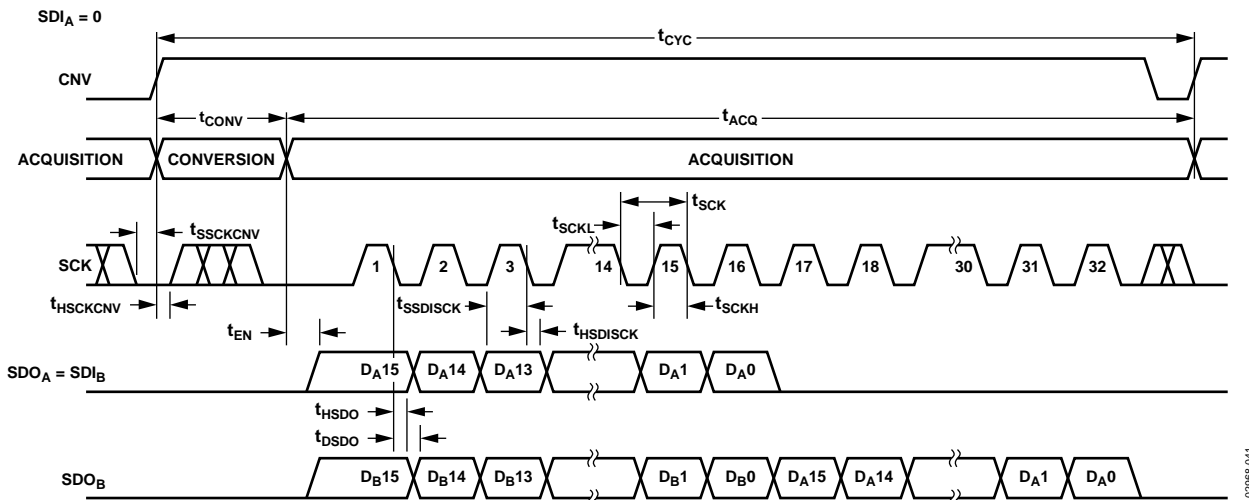 SDIA = 0
tCYC
CNV
tCONV
tACQ
ACQUISITION CONVERSION ACQUISITION
tSCK
tSSCKCNV
tSCKL
SCK 1 2 3 14 15 16 17 18 30 31 32
tHSCKCNV
tSSDISCK
tSCKH
tEN
tHSDISCK
SDOA = SDIB DA15 DA14 DA13 DA1 DA0
tHSDO
tDSDO
SDOB DB15 DB14 DB13 DB1 DB0 DA15 DA14 DA1 DA0